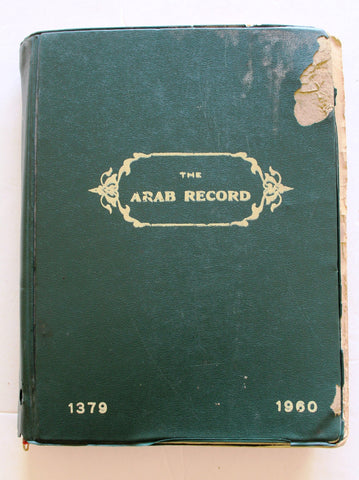 THE
ARAB RECORD
1379 1960